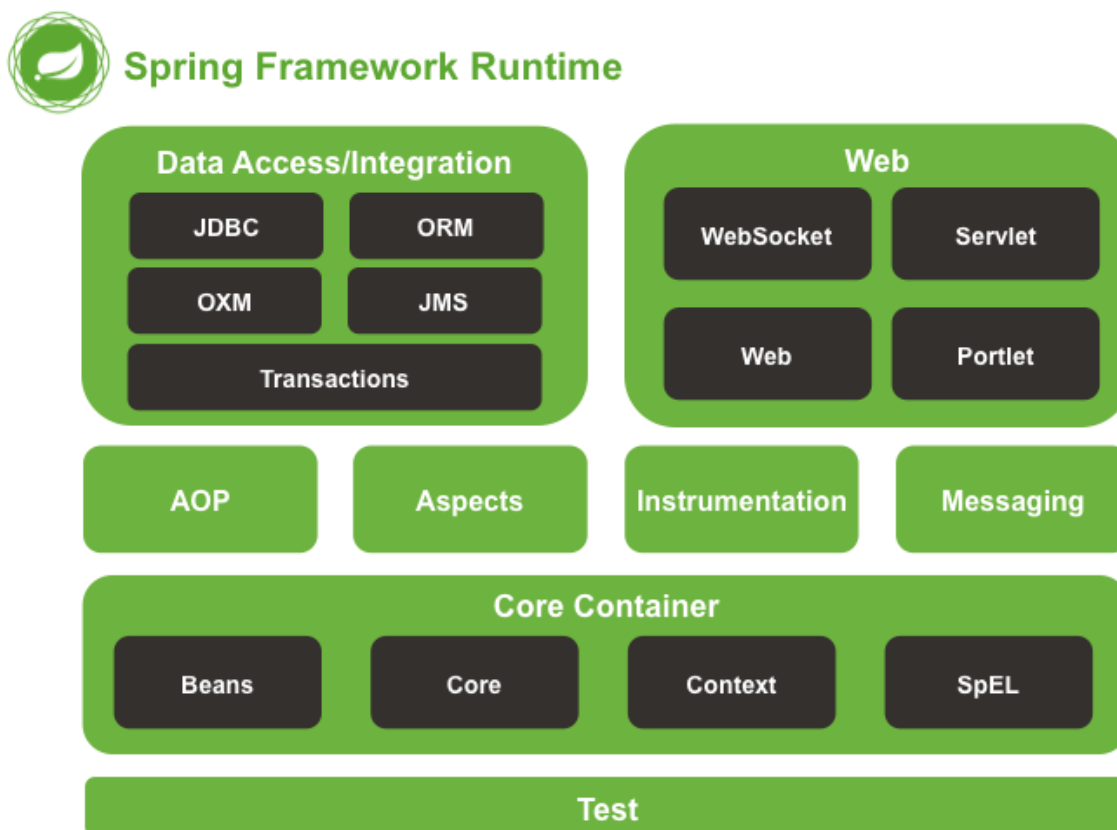 Spring Framework Runtime
Data Access/Integration
JDBC
ORM
OXM
JMS
Transactions
Web
WebSocket
Servlet
Web
Portlet
AOP
Aspects
Instrumentation
Messaging
Core Container
Beans
Core
Context
SpEL
Test